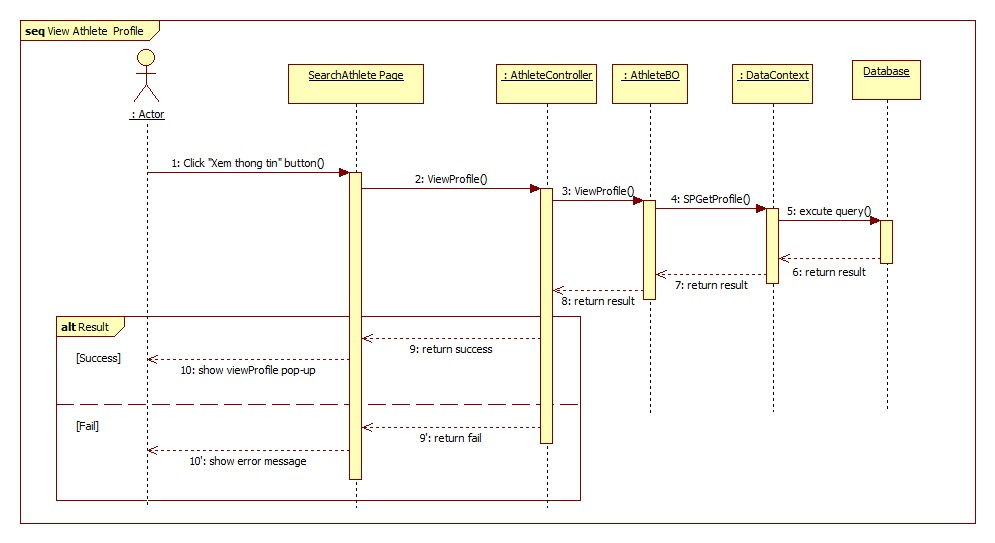 seq View Athlete Profile
: Actor
SearchAthlete Page
: AthleteController
: AthleteBO
: DataContext
Database
1: Click "Xem thong tin" button()
2: ViewProfile()
3: ViewProfile()
4: SPGetProfile()
5: excute query()
6: return result
7: return result
8: return result
alt Result
[Success]
9: return success
10: show viewProfile pop-up
[Fail]
9': return fail
10': show error message